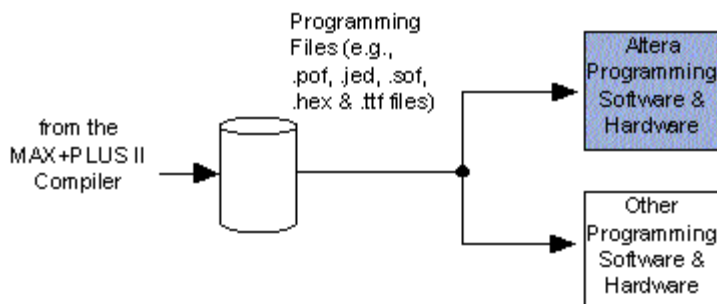 Programming
Files (e.g.,
.pof, .jed, .sof,
.hex & .ttf files)
from the
MAX+PLUS II
Compiler
Altera
Programming
Software &
Hardware
Other
Programming
Software &
Hardware